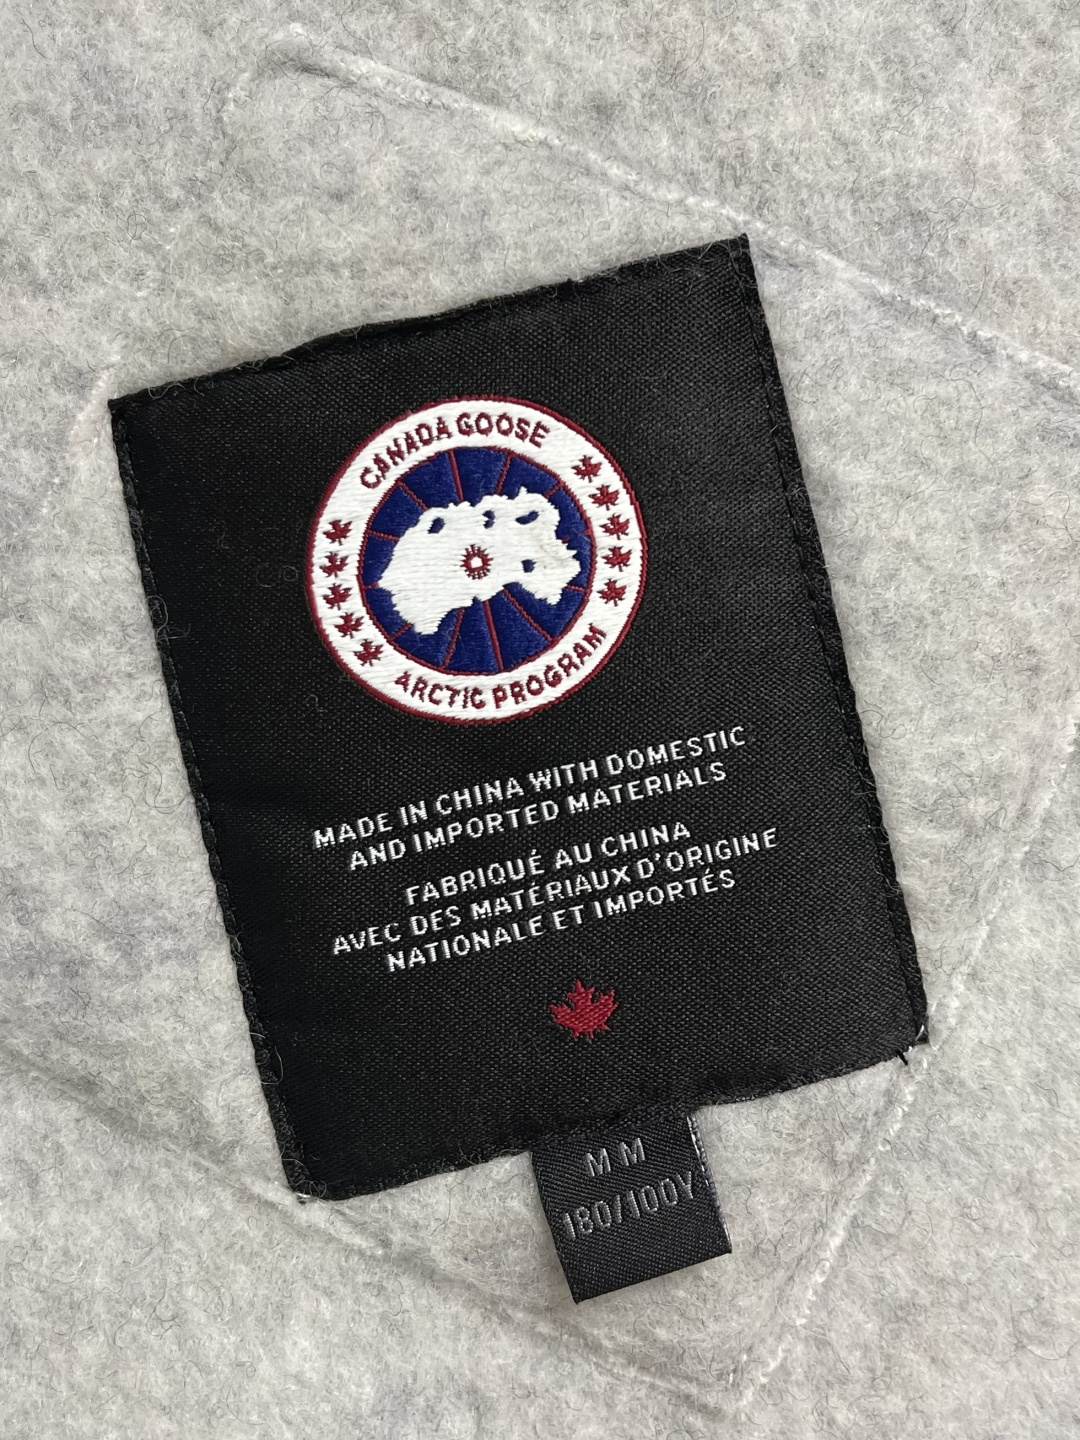 CANADA GOOSE
ARCTIC PROGRAM
MADE IN CHINA WITH DOMESTIC
AND IMPORTED MATERIALS
FABRIQUÉ AU CHINA
AVEC DES MATÉRIAUX D'ORIGINE
NATIONALE ET IMPORTÉS
M M
180/100Y